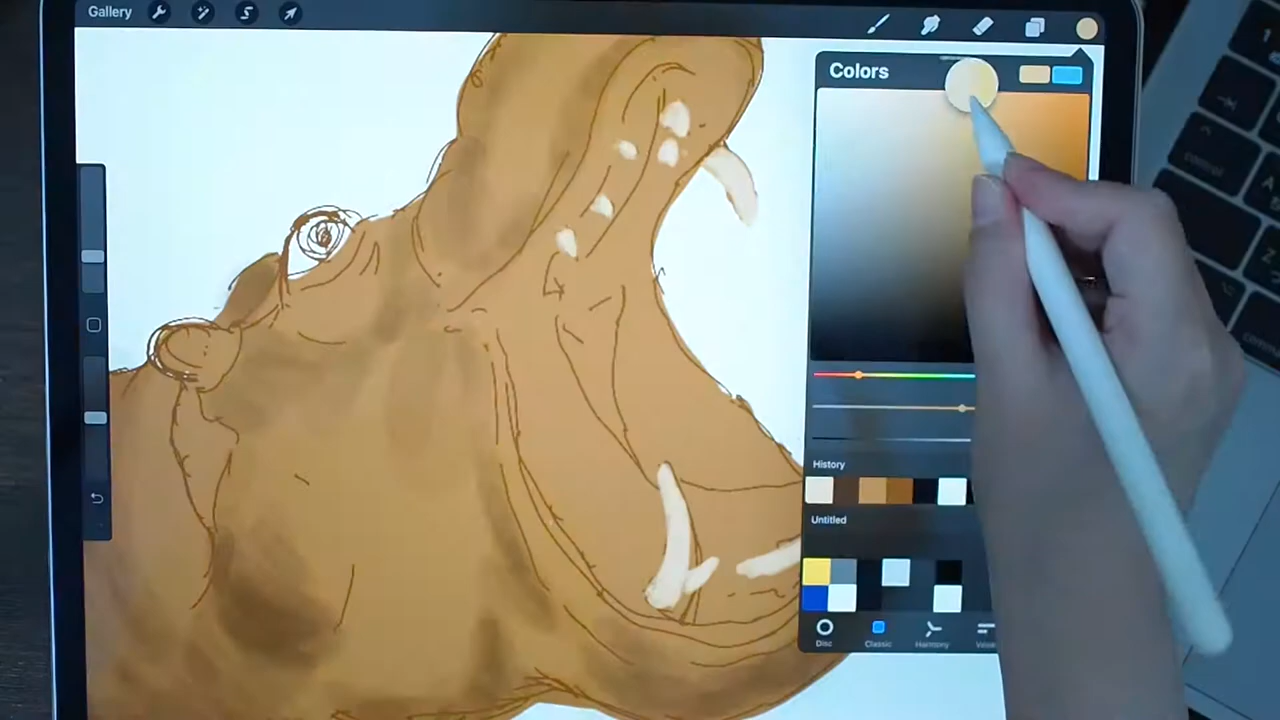 Gallery
Colors
History
Untitled
Disc
Classic
Harmony